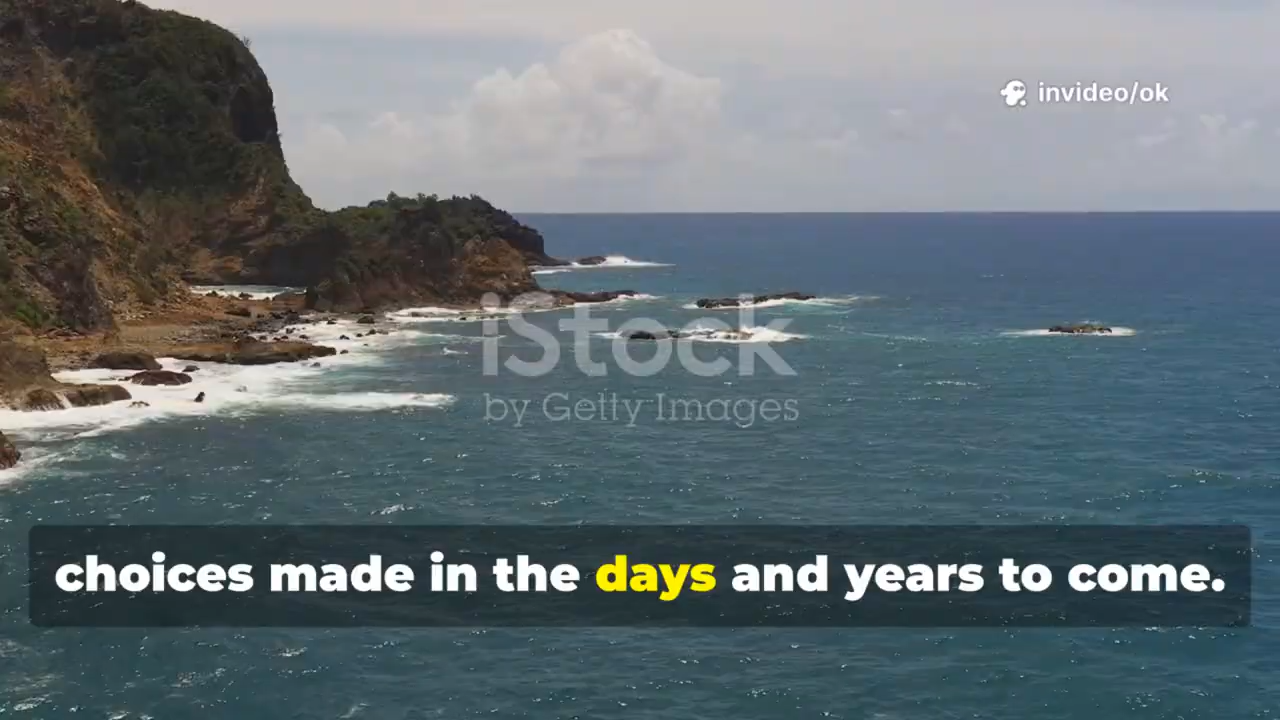 invideo/ok
iStock
by Getty Images
choices made in the days and years to come.